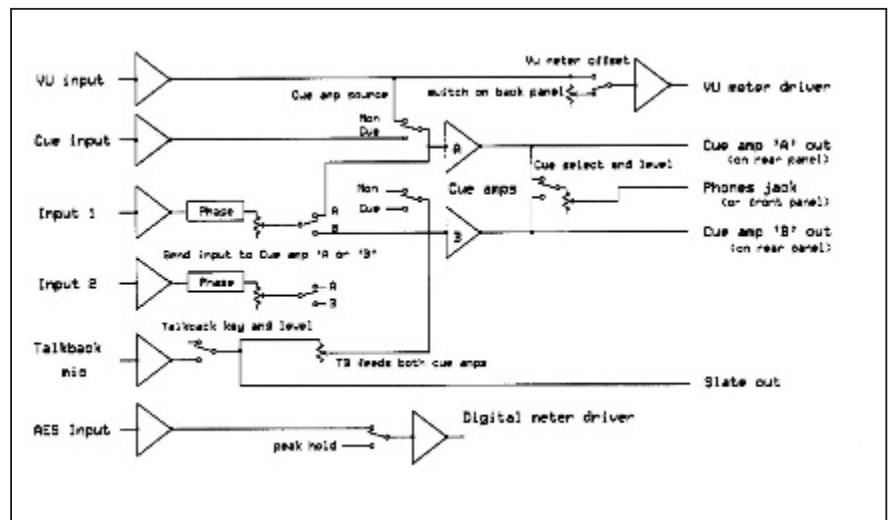 VU input
VU meter offset
Cue amp source
switch on back panel
VU meter driver
Mon
Cue
Cue input
A
Cue amp 'A' out
(on rear panel)
Cue select and level
Mon
Cue amps
Phones jack
(on front panel)
Input 1
Phase
A
B
Cue
B
Cue amp 'B' out
(on rear panel)
Send input to Cue amp 'A or 'B'
Input 2
Phase
A
B
Talkback key and level
Talkback
mic
TB feeds both cue amps
Slate out
AES Input
Digital meter driver
peak hold